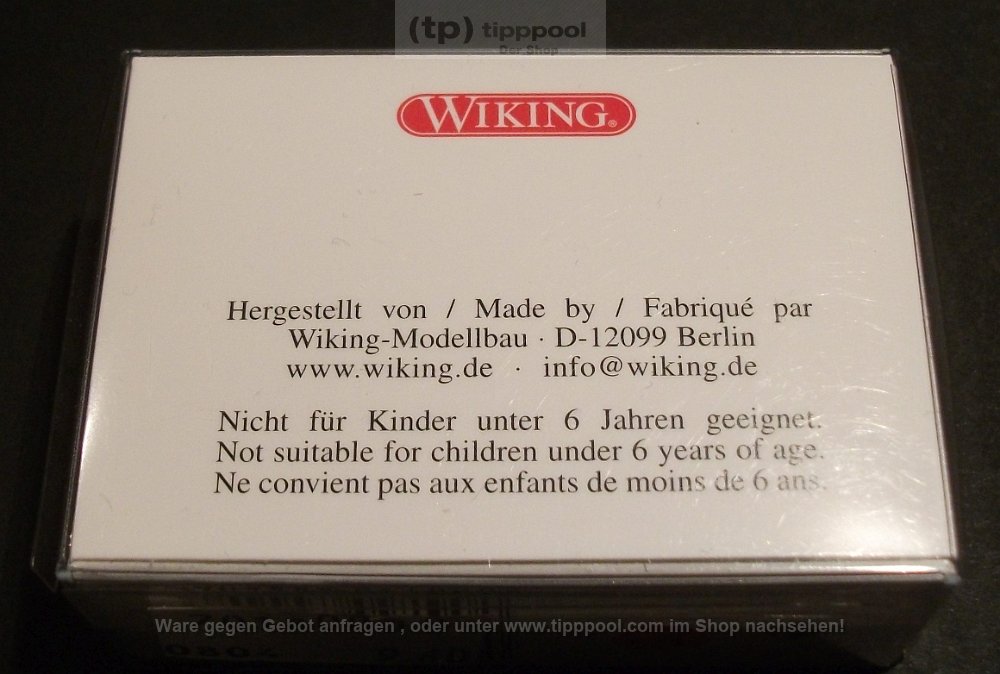 (tp) tipppool
Der Shop
WIKING®
Hergestellt von / Made by / Fabriqué par
Wiking-Modellbau · D-12099 Berlin
www.wiking.de · info@wiking.de
Nicht für Kinder unter 6 Jahren geeignet.
Not suitable for children under 6 years of age.
Ne convient pas aux enfants de moins de 6 ans.
Ware gegen Gebot anfragen , oder unter www.tipppool.com im Shop nachsehen!